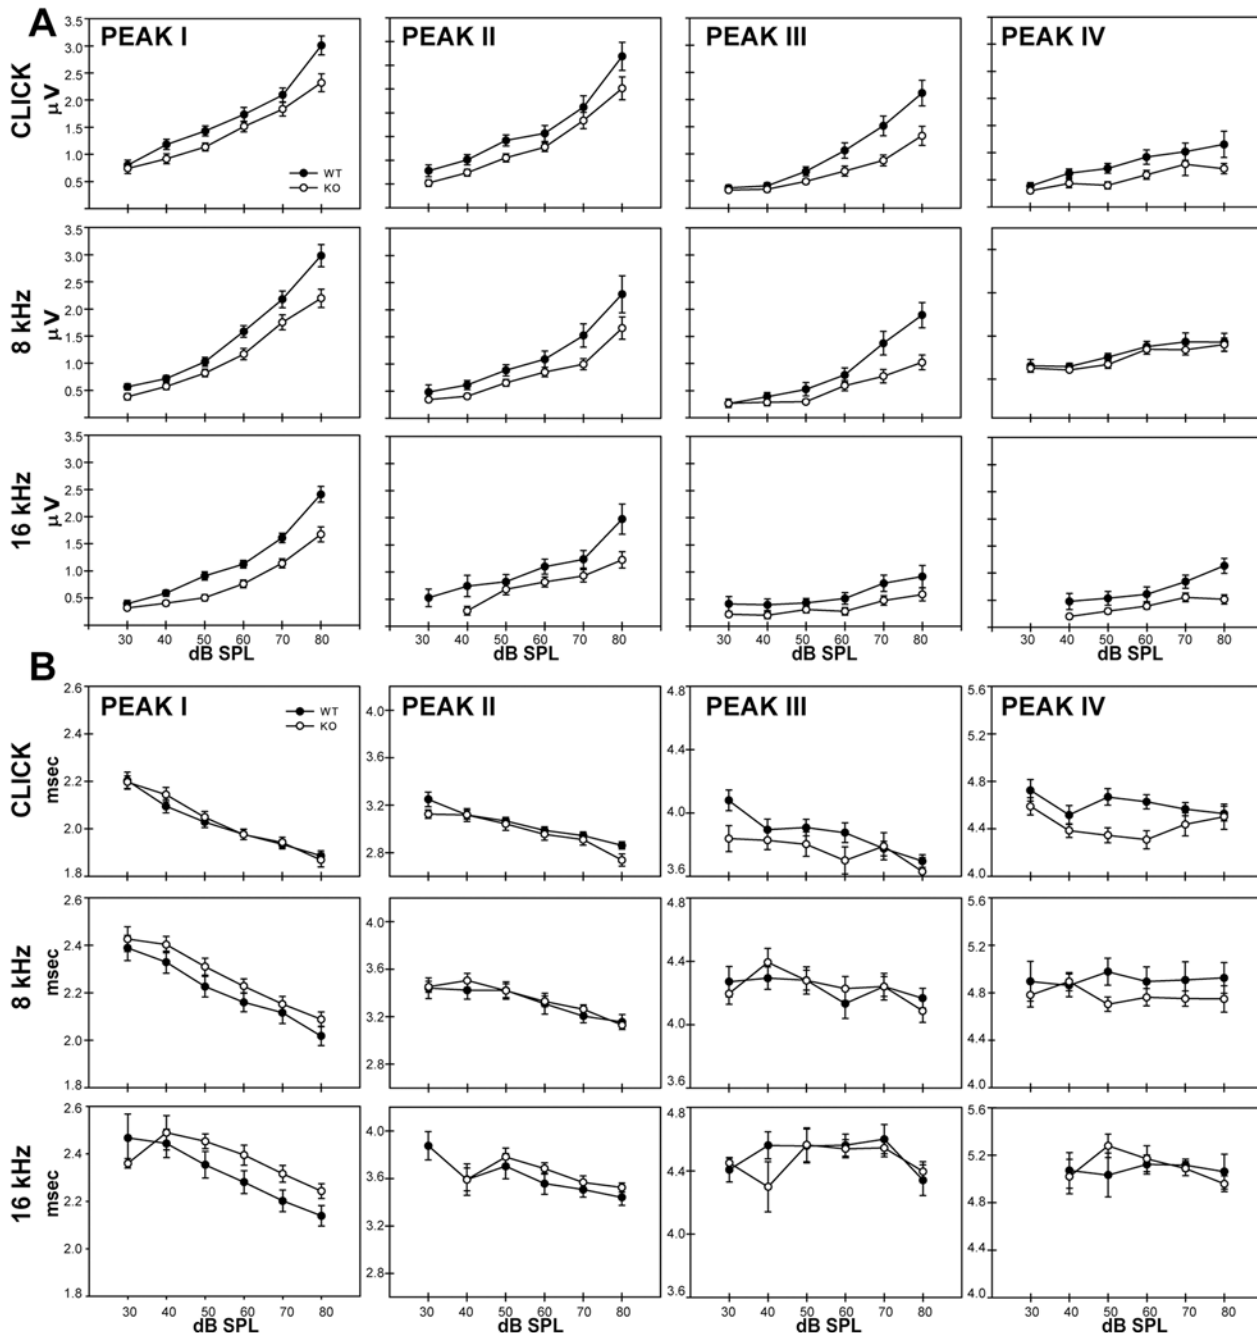 A
PEAK I
PEAK II
PEAK III
PEAK IV
CLICK
μV
3.5
3.0
2.5
2.0
1.5
1.0
0.5
WT
KO
8 kHz
μV
3.5
3.0
2.5
2.0
1.5
1.0
0.5
16 kHz
μV
3.5
3.0
2.5
2.0
1.5
1.0
0.5
30 40 50 60 70 80
30 40 50 60 70 80
30 40 50 60 70 80
30 40 50 60 70 80
dB SPL
dB SPL
dB SPL
dB SPL
B
PEAK I
PEAK II
PEAK III
PEAK IV
CLICK
msec
2.6
2.4
2.2
2.0
1.8
WT
KO
4.0
3.6
3.2
2.8
4.8
4.4
4.0
3.6
5.6
5.2
4.8
4.4
4.0
8 kHz
msec
2.6
2.4
2.2
2.0
1.8
4.0
3.6
3.2
2.8
4.8
4.4
4.0
3.6
5.6
5.2
4.8
4.4
4.0
16 kHz
msec
2.6
2.4
2.2
2.0
1.8
4.0
3.6
3.2
2.8
4.8
4.4
4.0
3.6
5.6
5.2
4.8
4.4
4.0
30 40 50 60 70 80
30 40 50 60 70 80
30 40 50 60 70 80
30 40 50 60 70 80
dB SPL
dB SPL
dB SPL
dB SPL